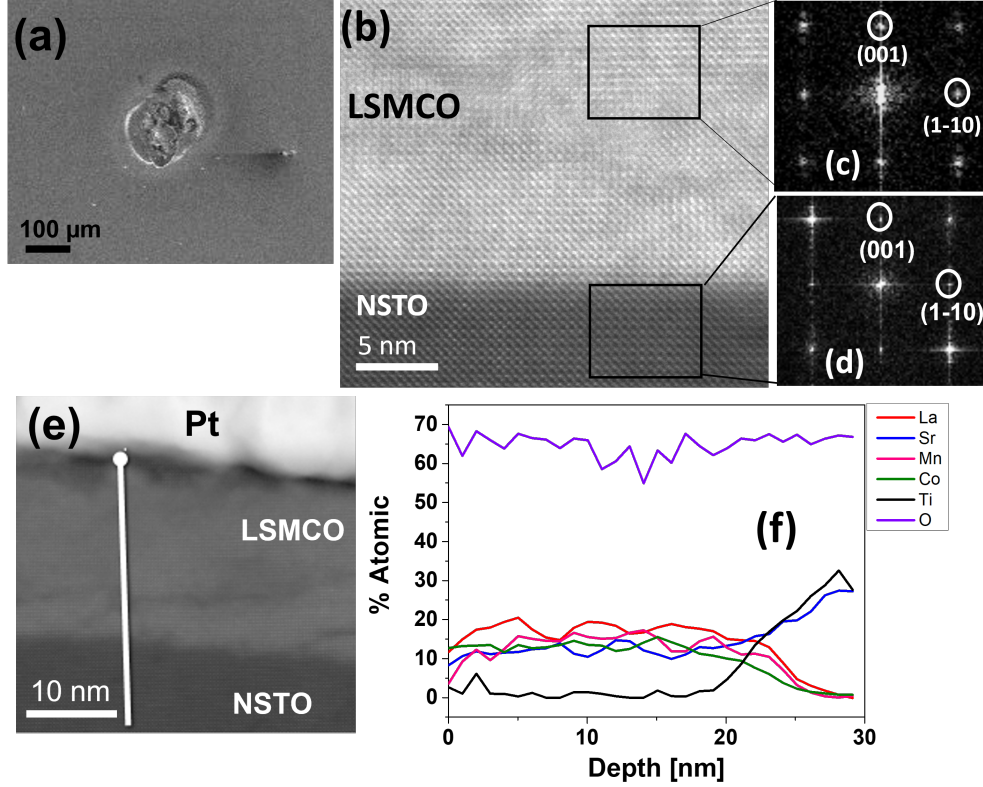 (a)
100 µm
(b)
LSMCO
NSTO
5 nm
(001)
(1-10)
(c)
(001)
(1-10)
(d)
(e)
Pt
LSMCO
10 nm
NSTO
70
60
50
40
30
20
10
0
% Atomic
0
10
20
30
Depth [nm]
(f)
La
Sr
Mn
Co
Ti
O